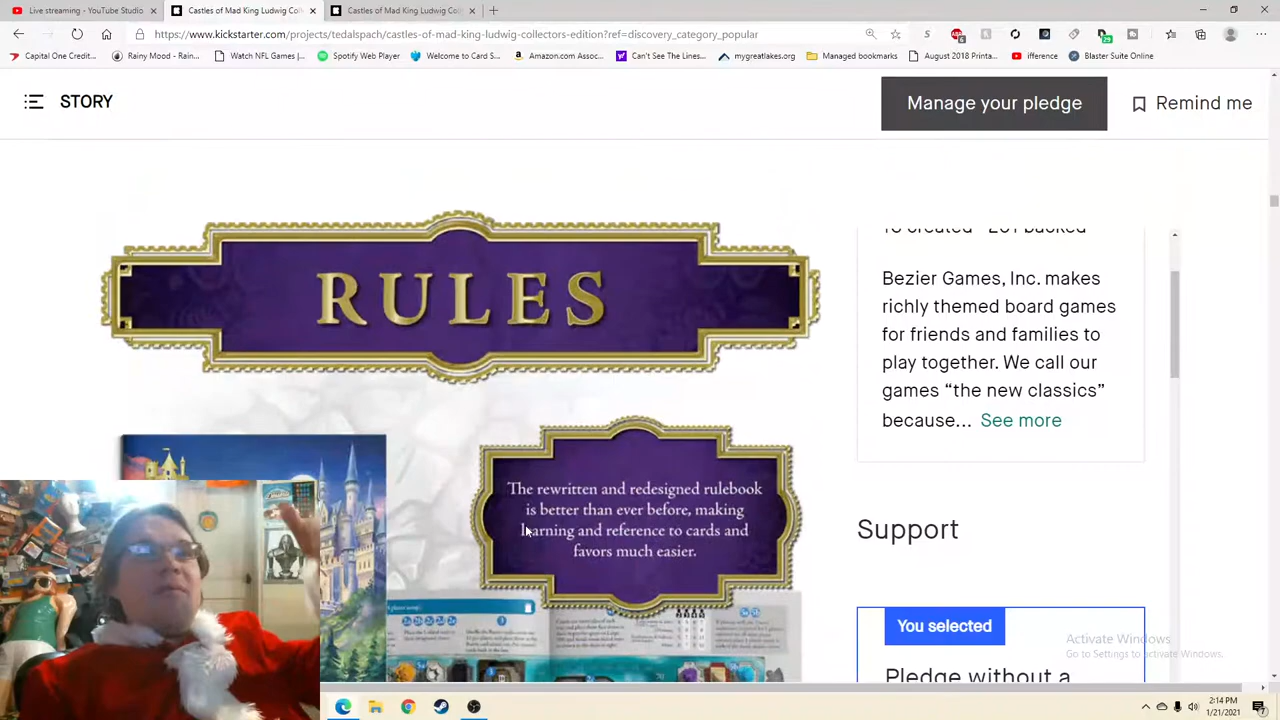 Live streaming - YouTube Studio
Castles of Mad King Ludwig Coll
Castles of Mad King Ludwig Coll
https://www.kickstarter.com/projects/tedalspach/castles-of-mad-king-ludwig-collectors-edition?ref=discovery_category_popular
Capital One Credit...
Rainy Mood - Rain...
Watch LVL Games |...
Spotify Web Player...
Welcome to Card S...
Amazon.com Assoc...
Can't See The Lines...
mygreatlakes.org
August 2018 Printa...
ifference
Blaster Suite Online
STORY
Manage your pledge
Remind me
RULES
The rewritten and redesigned rulebook
is better than ever before, making
learning and reference to cards and
favors much easier.
Bezier Games, Inc. makes
richly themed board games
for friends and families to
play together. We call our
games “the new classics”
because... See more
Support
You selected
Pledge without a
Activate Windows
Go to Settings to activate Windows.
2:14 PM
1/21/2021